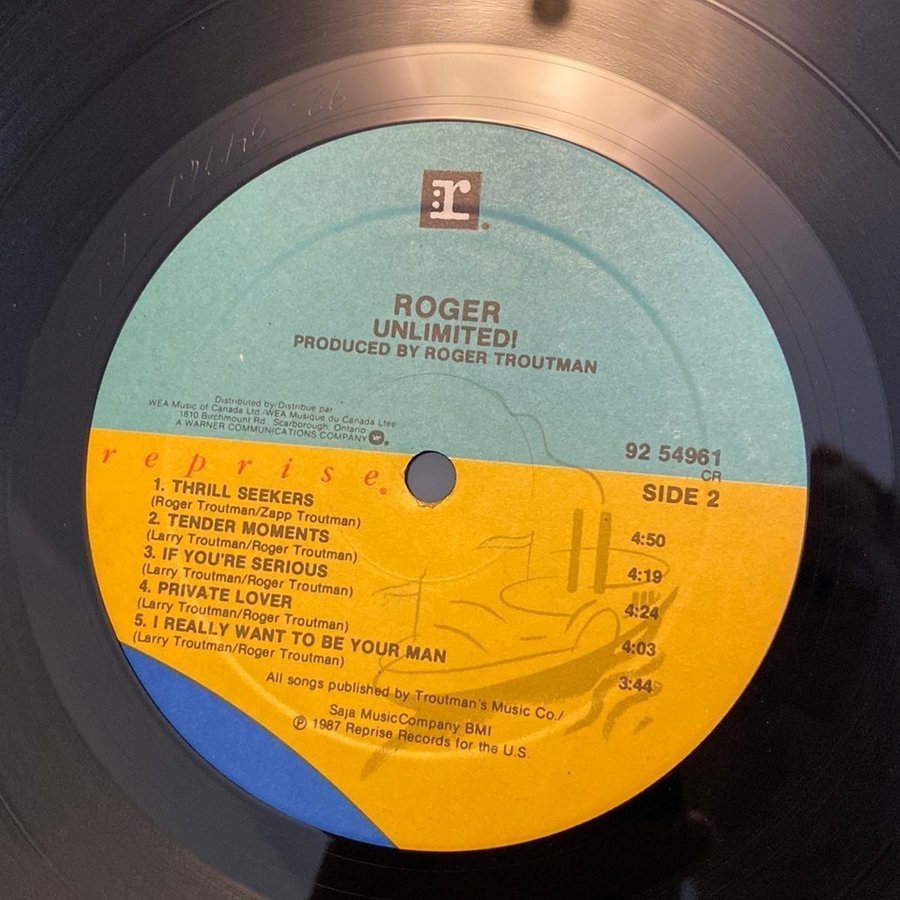 r
ROGER
UNLIMITED!
PRODUCED BY ROGER TROUTMAN
Distributed by/Distribué par
WEA Music of Canada Ltd/WEA Musique du Canada Ltee
1810 Birchmount Rd., Scarborough, Ontario
A WARNER COMMUNICATIONS COMPANY
92 54961
CR
SIDE 2
reprise
1. THRILL SEEKERS
(Roger Troutman/Zapp Troutman) 4:50
2. TENDER MOMENTS
(Larry Troutman/Roger Troutman) 4:19
3. IF YOU'RE SERIOUS
(Larry Troutman/Roger Troutman) 4:24
4. PRIVATE LOVER
(Larry Troutman/Roger Troutman) 4:03
5. I REALLY WANT TO BE YOUR MAN
(Larry Troutman/Roger Troutman) 3:44
All songs published by Troutman's Music Co./
Saja MusicCompany BMI
℗ 1987 Reprise Records for the U.S.